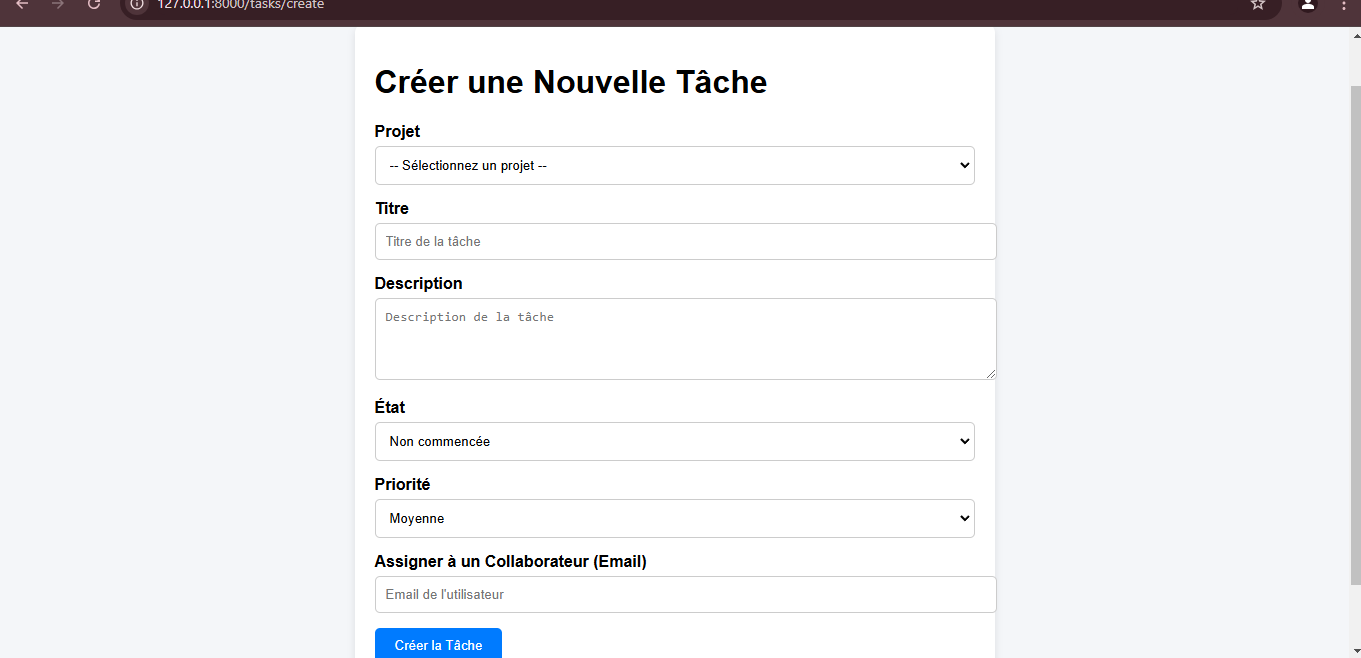 127.0.0.1:8000/tasks/create
Créer une Nouvelle Tâche
Projet
-- Sélectionnez un projet --
Titre
Titre de la tâche
Description
Description de la tâche
État
Non commencée
Priorité
Moyenne
Assigner à un Collaborateur (Email)
Email de l'utilisateur
Créer la Tâche